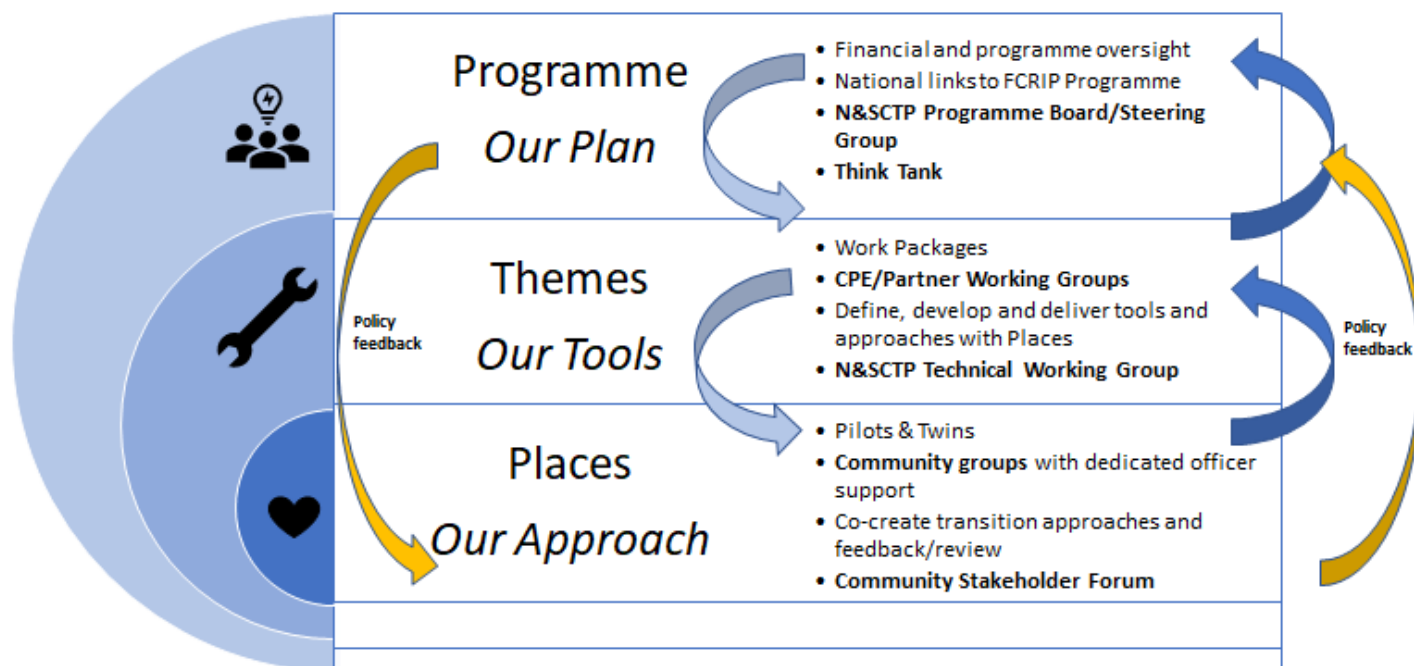 Programme
Our Plan
• Financial and programme oversight
• National links to FCRIP Programme
• N&SCTP Programme Board/Steering
Group
• Think Tank
Policy
feedback
Themes
Our Tools
• Work Packages
• CPE/Partner Working Groups
• Define, develop and deliver tools and
approaches with Places
• N&SCTP Technical Working Group
Policy
feedback
Places
Our Approach
• Pilots & Twins
• Community groups with dedicated officer
support
• Co-create transition approaches and
feedback/review
• Community Stakeholder Forum